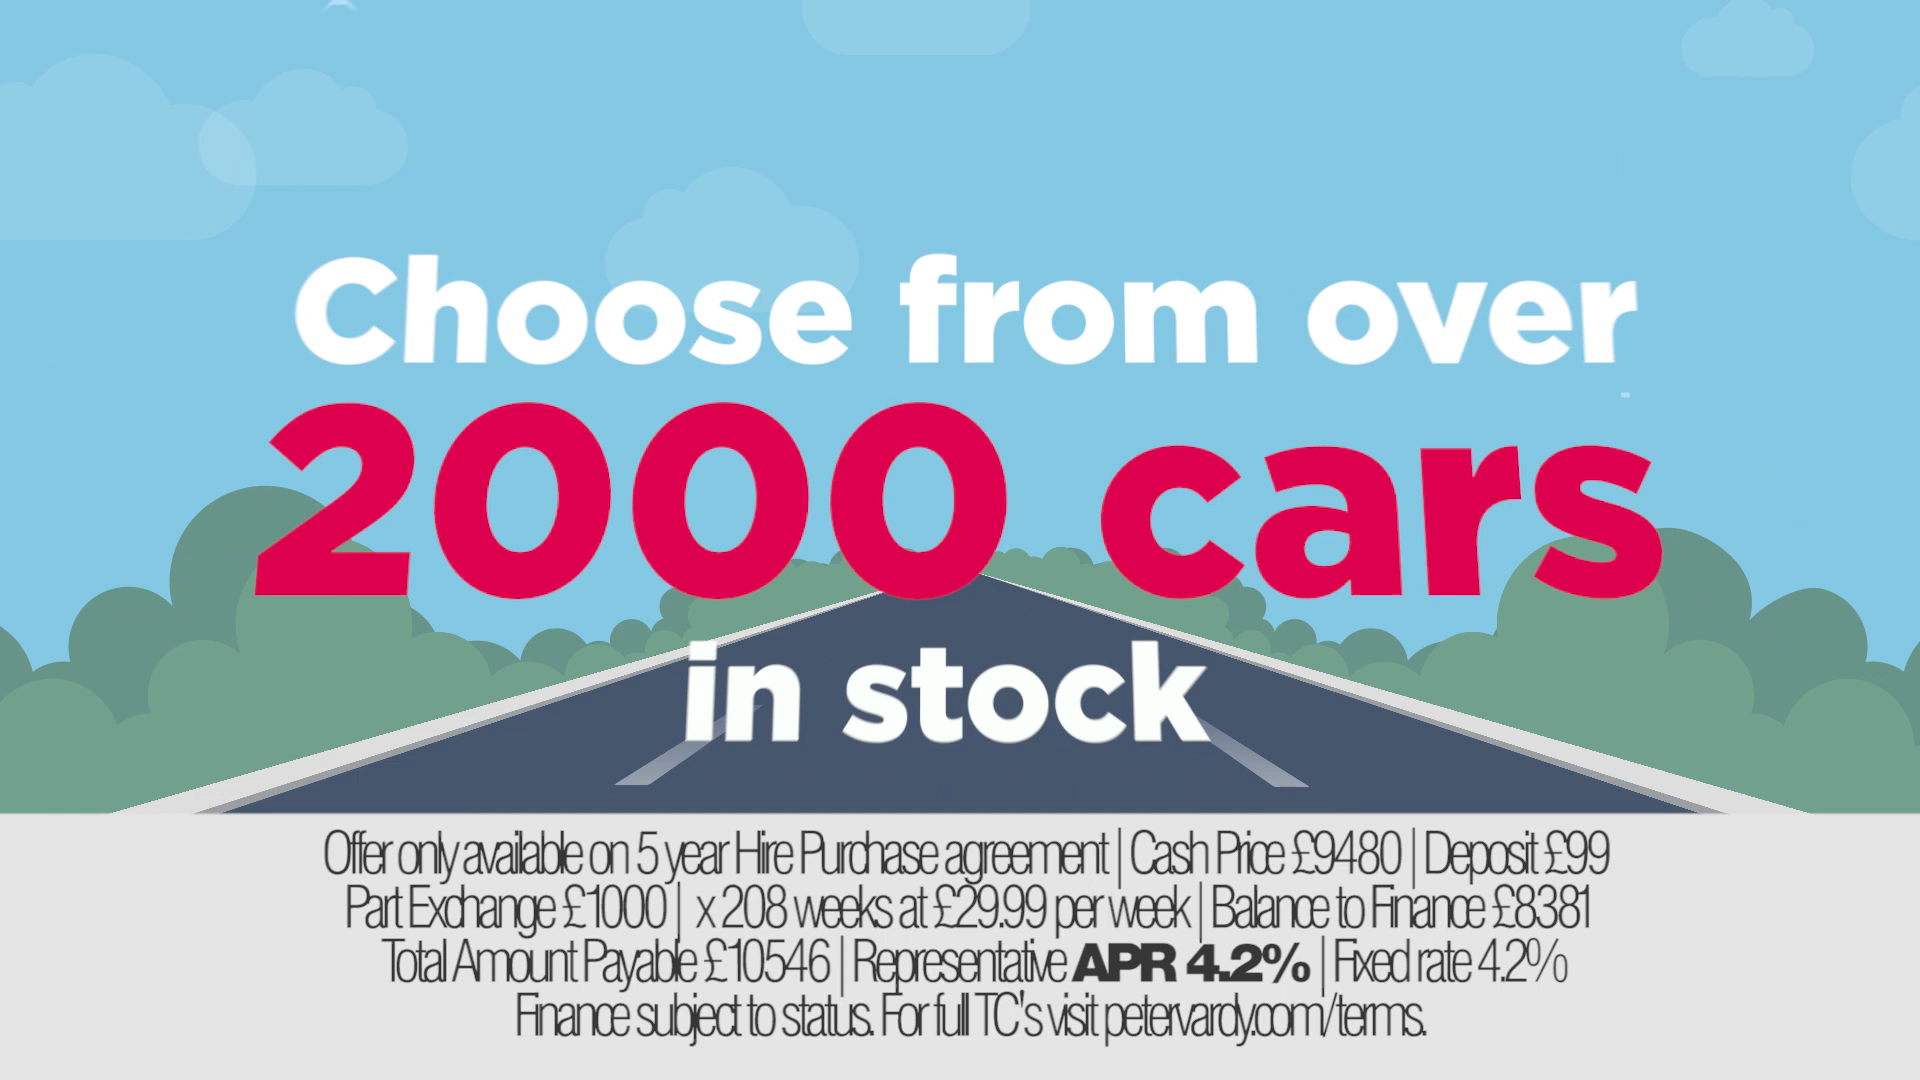 Choose from over
2000 cars
in stock
Offer only available on 5 year Hire Purchase agreement | Cash Price £9480 | Deposit £99
Part Exchange £1000 | x 208 weeks at £29.99 per week | Balance to Finance £8381
Total Amount Payable £10546 | Representative APR 4.2% | Fixed rate 4.2%
Finance subject to status. For full TC's visit petervardy.com/terms.